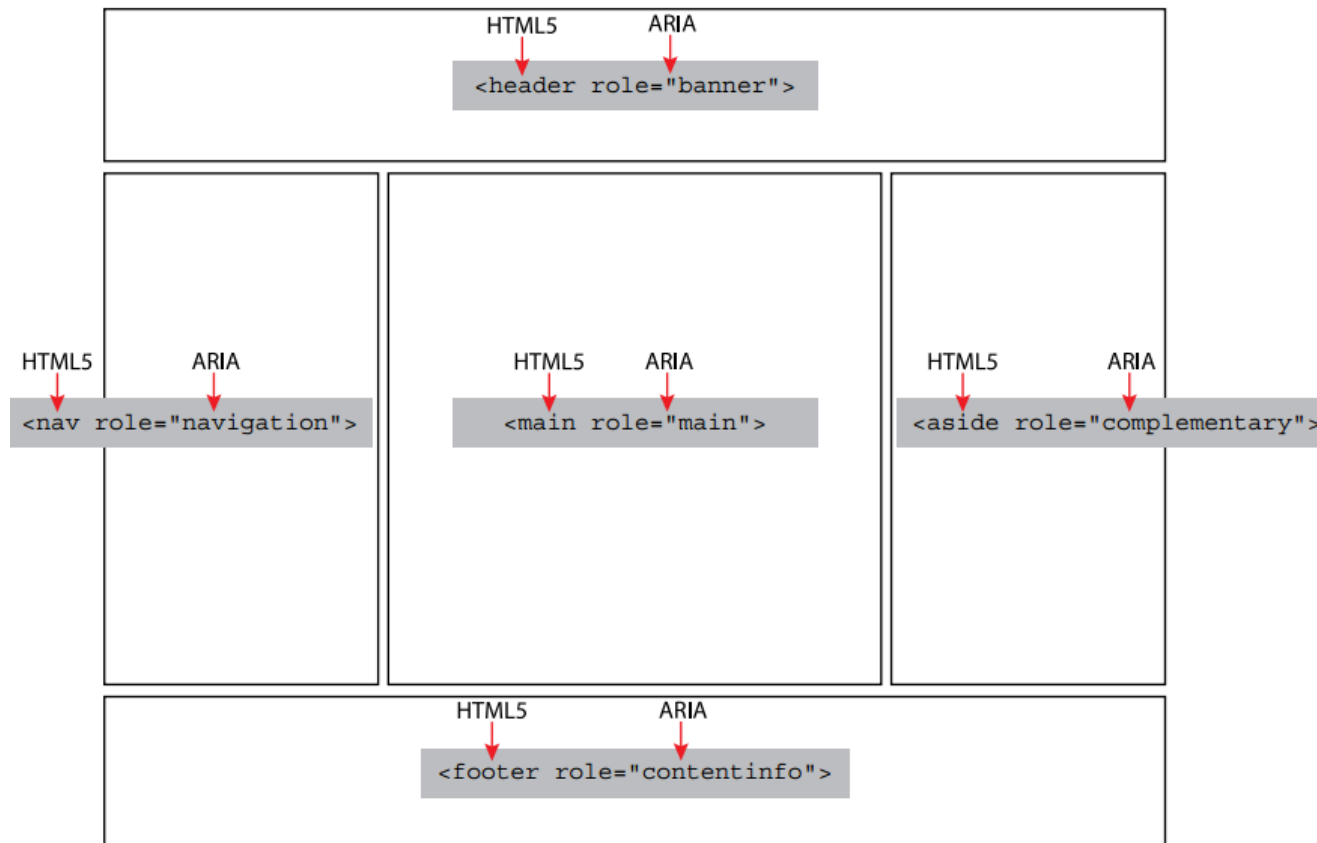 HTML5 ARIA
<header role="banner">
HTML5 ARIA
<nav role="navigation">
HTML5 ARIA
<main role="main">
HTML5 ARIA
<aside role="complementary">
HTML5 ARIA
<footer role="contentinfo">